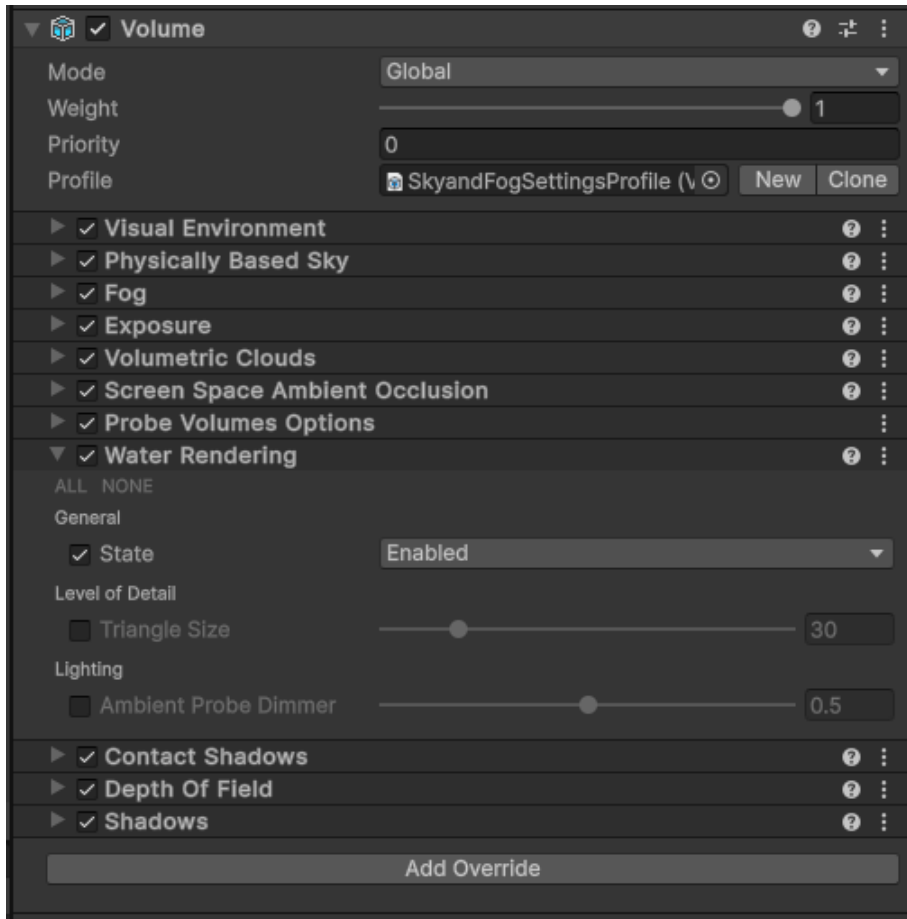 Volume
Mode Global
Weight 1
Priority 0
Profile SkyandFogSettingsProfile (V New Clone
Visual Environment
Physically Based Sky
Fog
Exposure
Volumetric Clouds
Screen Space Ambient Occlusion
Probe Volumes Options
Water Rendering
ALL NONE
General
State Enabled
Level of Detail
Triangle Size 30
Lighting
Ambient Probe Dimmer 0.5
Contact Shadows
Depth Of Field
Shadows
Add Override